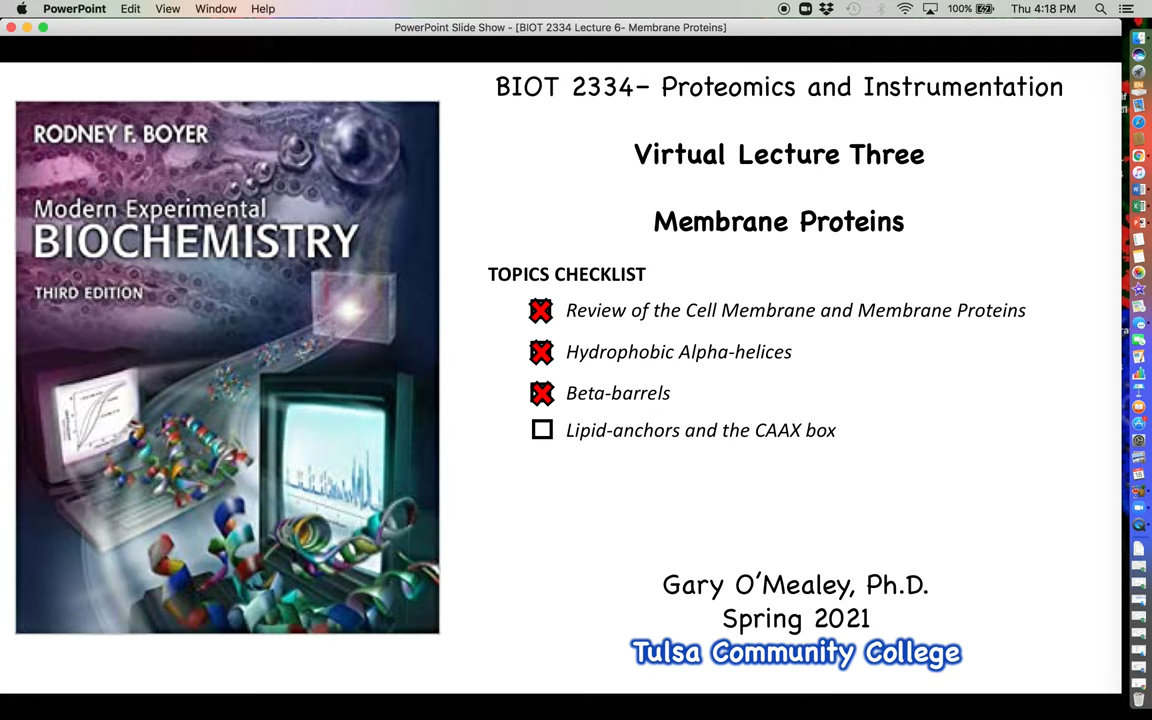 PowerPoint Edit View Window Help 100% Thu 4:18 PM
PowerPoint Slide Show - [BIOT 2334 Lecture 6- Membrane Proteins]
BIOT 2334- Proteomics and Instrumentation
Virtual Lecture Three
Membrane Proteins
TOPICS CHECKLIST
Review of the Cell Membrane and Membrane Proteins
Hydrophobic Alpha-helices
Beta-barrels
Lipid-anchors and the CAAX box
Gary O'Mealey, Ph.D.
Spring 2021
Tulsa Community College
RODNEY F. BOYER
Modern Experimental
BIOCHEMISTRY
THIRD EDITION